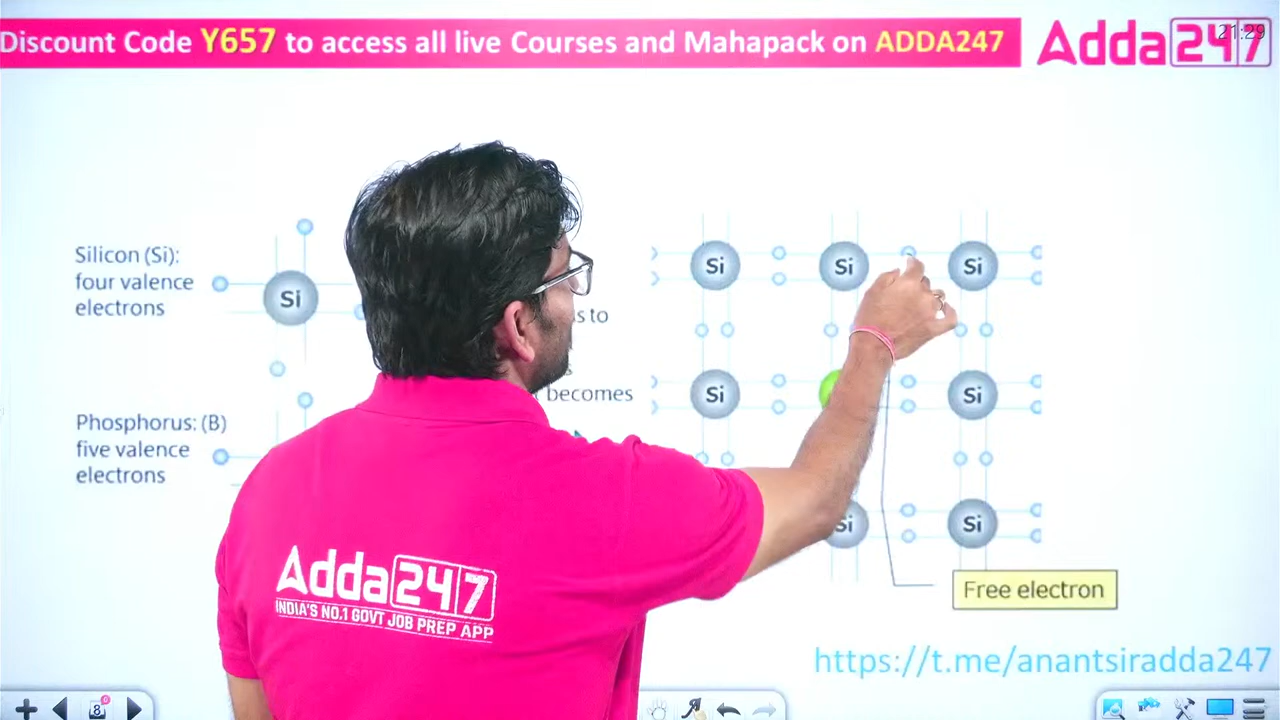 Discount Code Y657 to access all live Courses and Mahapack on ADDA247
Adda247
21:29
Silicon (Si):
four valence
electrons
Si
Phosphorus: (B)
five valence
electrons
to
becomes
Si Si Si
Si Si
Si Si
Free electron
Adda247
INDIA'S NO.1 GOVT JOB PREP APP
https://t.me/anantsiradda247
8